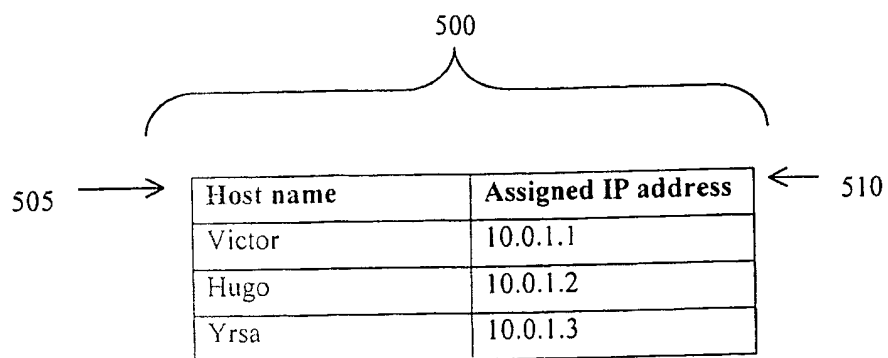 500
505
510
Host name Assigned IP address
Victor 10.0.1.1
Hugo 10.0.1.2
Yrsa 10.0.1.3